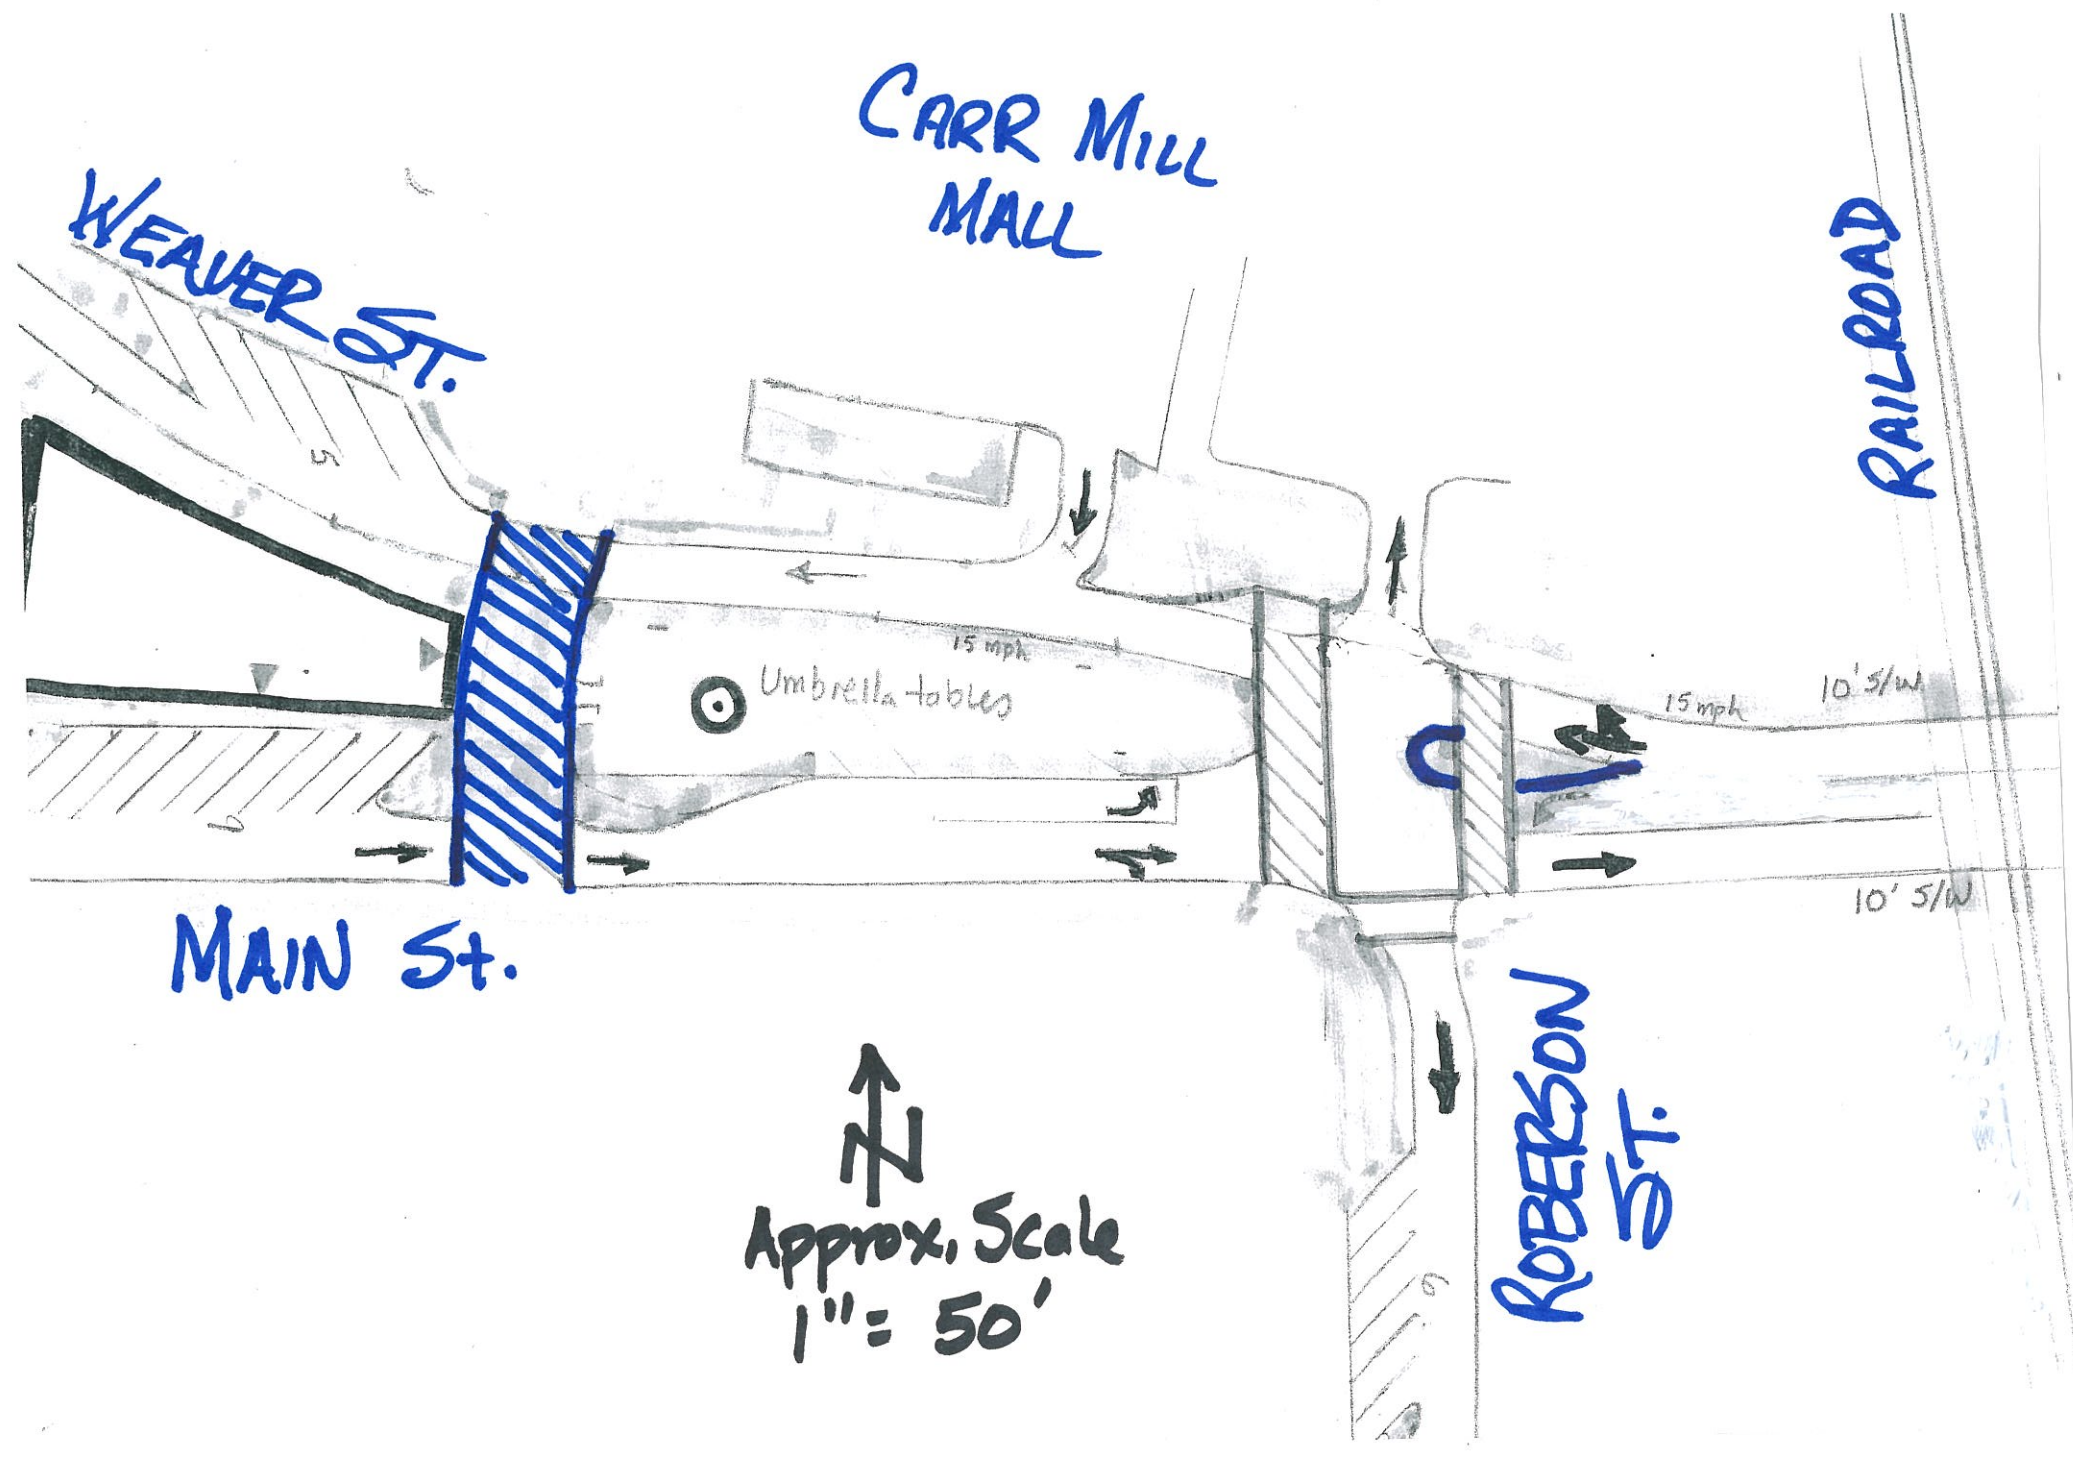 CARR MILL
MALL
WEAVER ST.
RAILROAD
5
15 mph
Umbrella tables
15 mph
10' S/W
10' S/W
MAIN St.
ROBERSON
ST.
N
Approx. Scale
1" = 50'